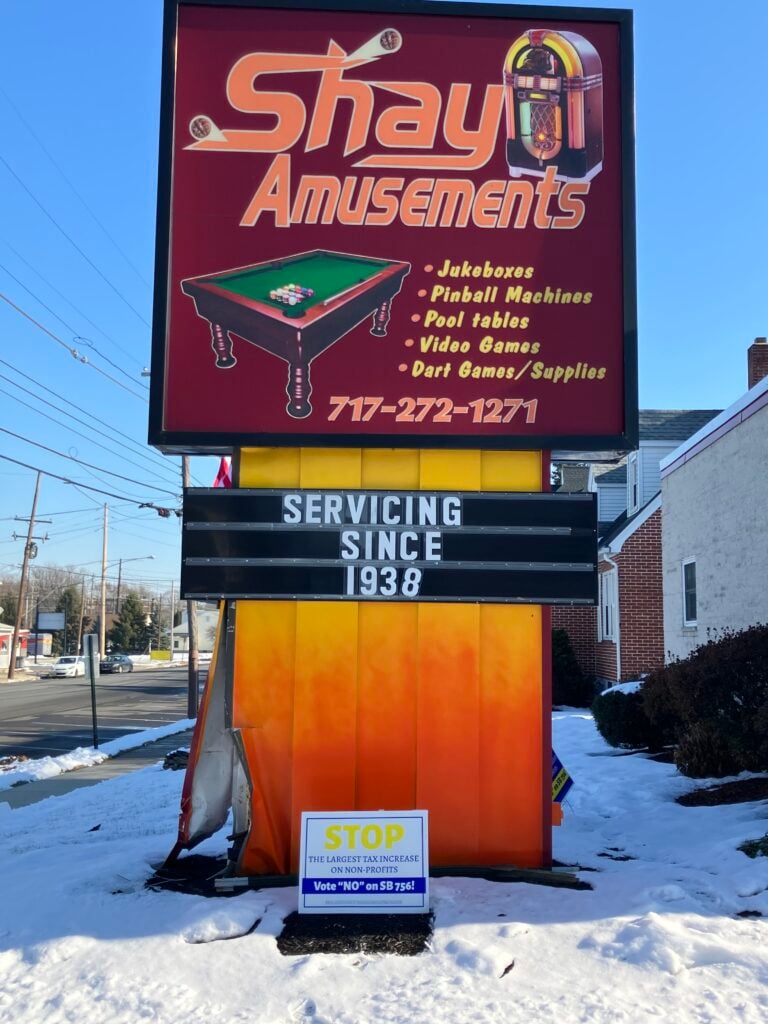 Shay
Amusements
• Jukeboxes
• Pinball Machines
• Pool tables
• Video Games
• Dart Games/Supplies
717-272-1271
SERVICING
SINCE
1938
STOP
THE LARGEST TAX INCREASE
ON NON-PROFITS
Vote "NO" on SB 756!